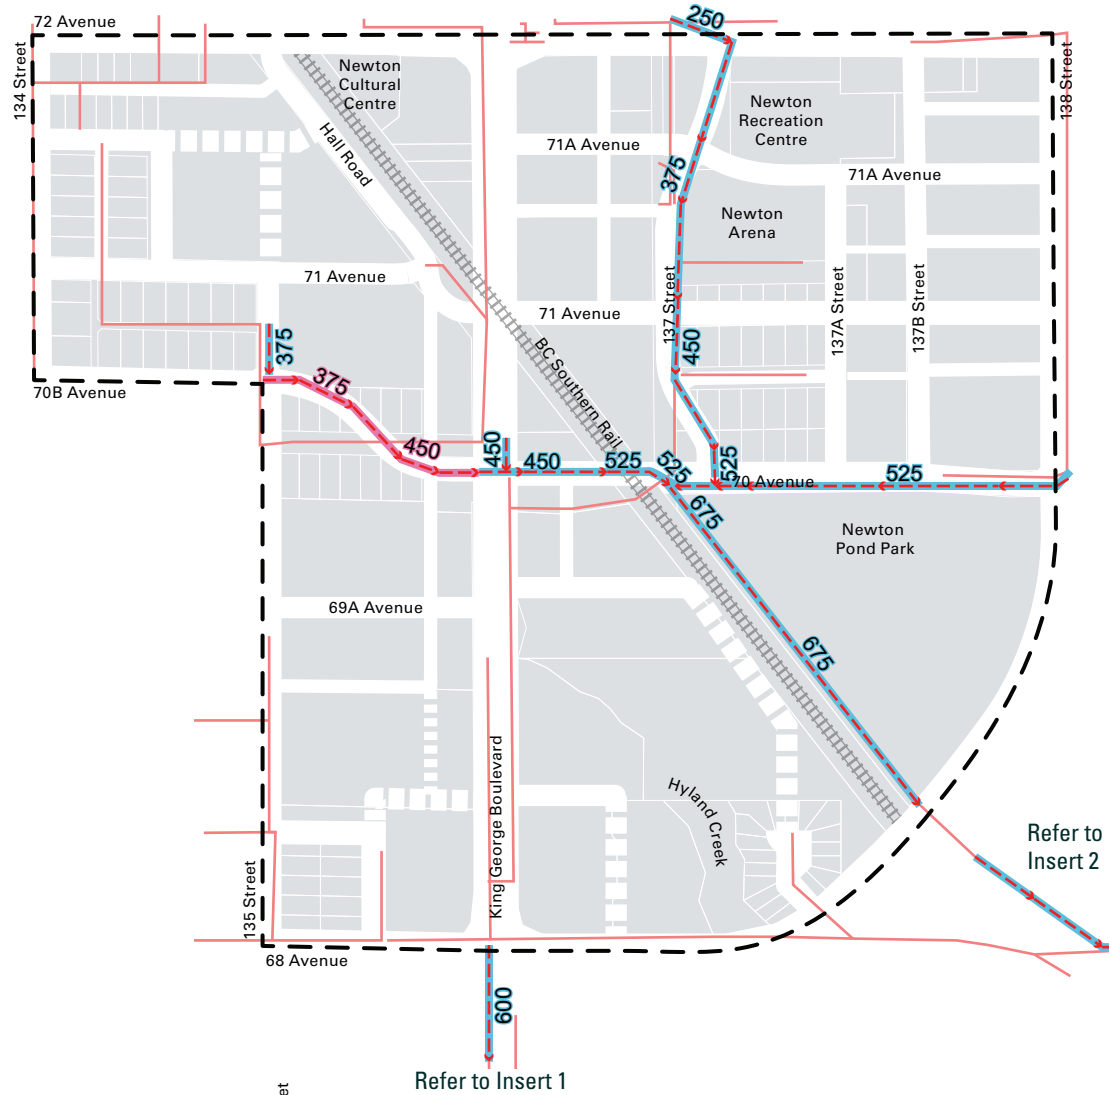 72 Avenue
250
134 Street
138 Street
Newton
Cultural
Centre
Newton
Recreation
Centre
Hall Road
71A Avenue
375
71A Avenue
Newton
Arena
71 Avenue
71 Avenue
137 Street
137A Street
137B Street
BC Southern Rail
375
450
70B Avenue
375
450
450
450
525
525
525
70 Avenue
525
675
Newton
Pond Park
69A Avenue
675
King George Boulevard
Hyland Creek
135 Street
Refer to
Insert 2
68 Avenue
600
Refer to Insert 1
et